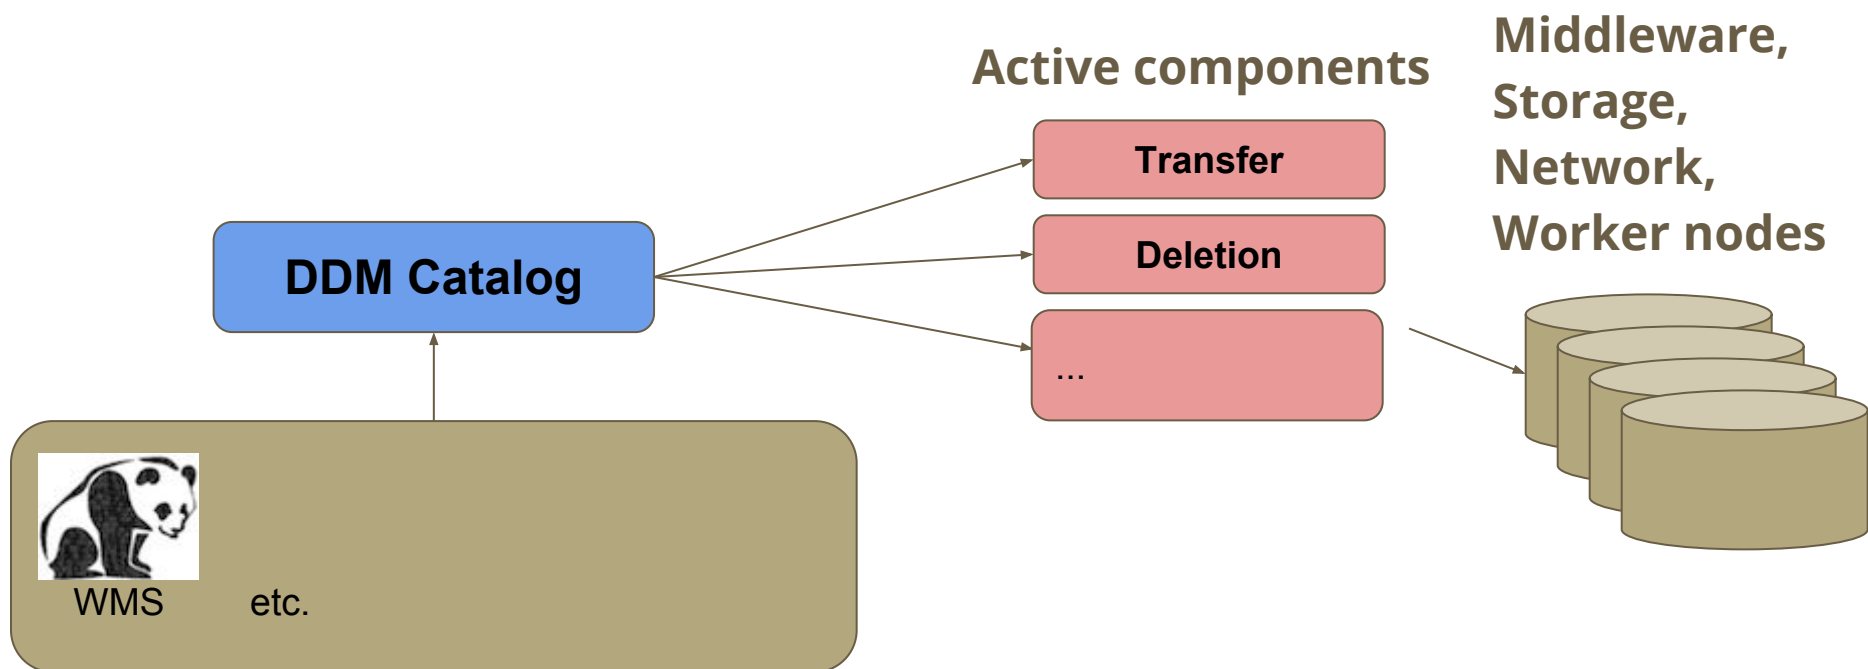 Active components
Middleware,
Storage,
Network,
Worker nodes
Transfer
Deletion
...
DDM Catalog
WMS
etc.